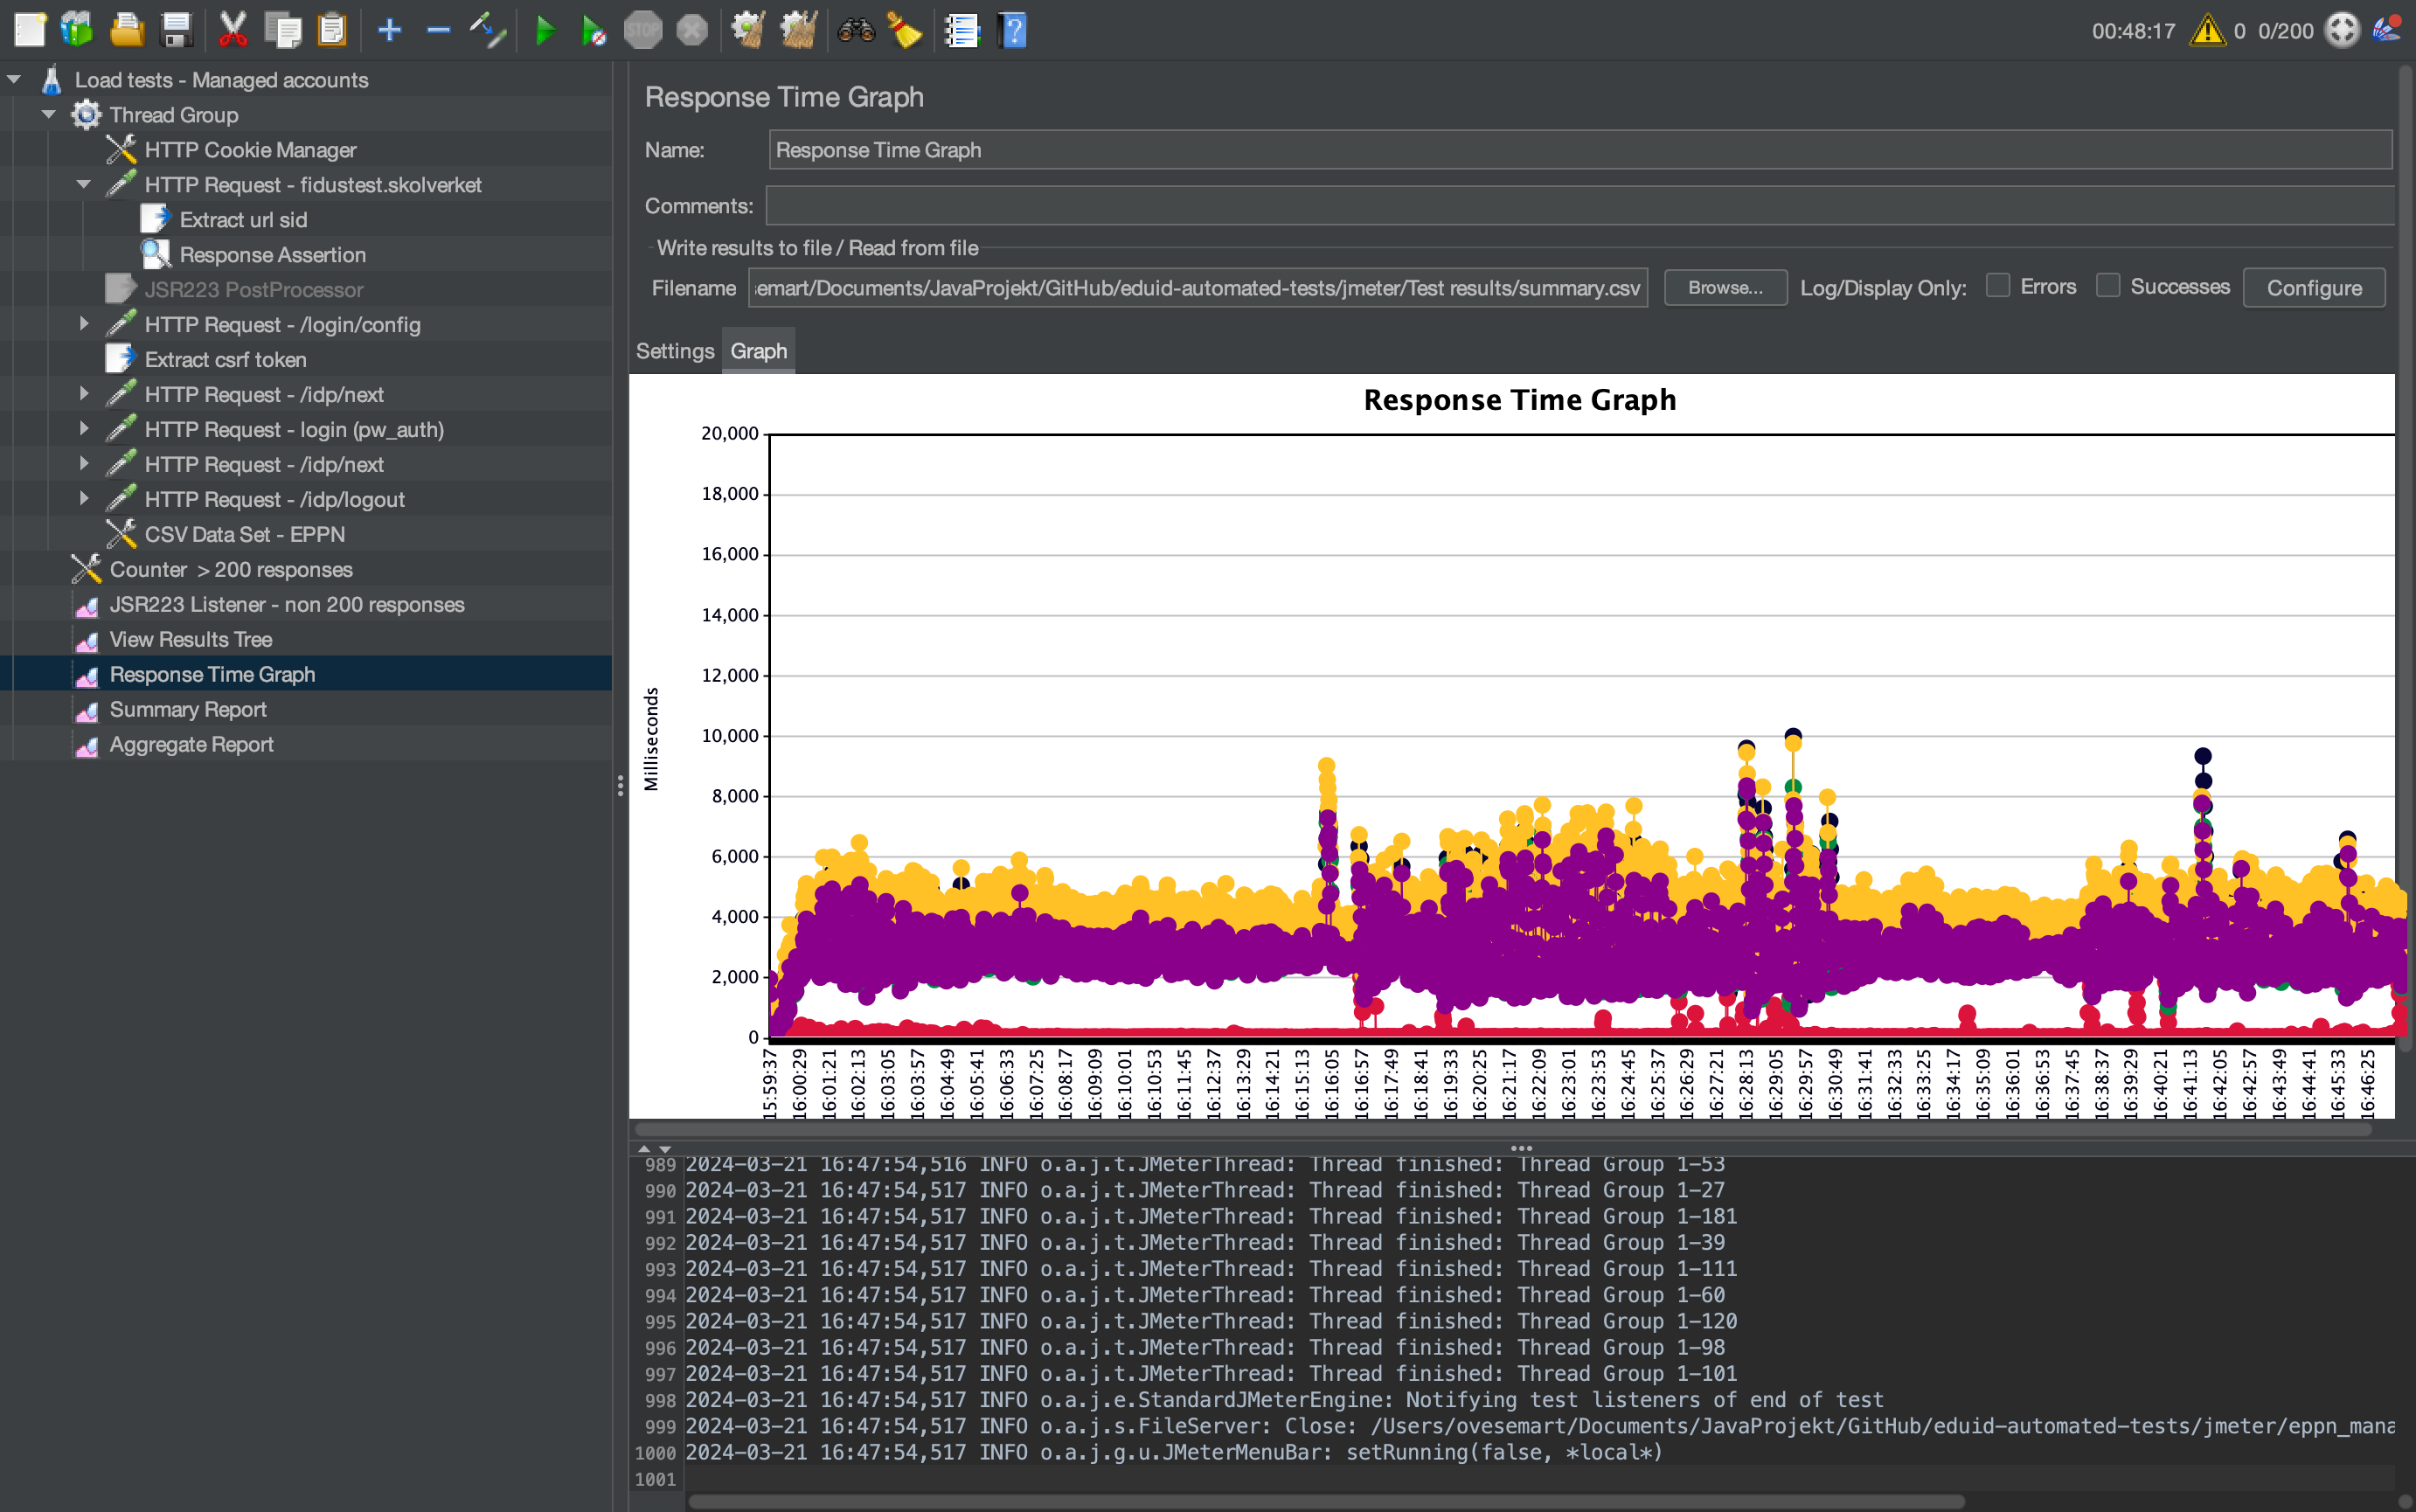 STOP
00:48:17
0 0/200
Load tests - Managed accounts
Thread Group
HTTP Cookie Manager
HTTP Request - fidustest.skolverket
Extract url sid
Response Assertion
JSR223 PostProcessor
HTTP Request - /login/config
Extract csrf token
HTTP Request - /idp/next
HTTP Request - login (pw_auth)
HTTP Request - /idp/next
HTTP Request - /idp/logout
CSV Data Set - EPPN
Counter > 200 responses
JSR223 Listener - non 200 responses
View Results Tree
Response Time Graph
Summary Report
Aggregate Report
Response Time Graph
Name: Response Time Graph
Comments:
Write results to file / Read from file
Filename emart/Documents/JavaProjekt/GitHub/eduid-automated-tests/jmeter/Test results/summary.csv Browse... Log/Display Only: Errors Successes Configure
Settings Graph
Response Time Graph
Milliseconds
20,000
18,000
16,000
14,000
12,000
10,000
8,000
6,000
4,000
2,000
0
15:59:37
16:00:29
16:01:21
16:02:13
16:03:05
16:03:57
16:04:49
16:05:41
16:06:33
16:07:25
16:08:17
16:09:09
16:10:01
16:10:53
16:11:45
16:12:37
16:13:29
16:14:21
16:15:13
16:16:05
16:16:57
16:17:49
16:18:41
16:19:33
16:20:25
16:21:17
16:22:09
16:23:01
16:23:53
16:24:45
16:25:37
16:26:29
16:27:21
16:28:13
16:29:05
16:29:57
16:30:49
16:31:41
16:32:33
16:33:25
16:34:17
16:35:09
16:36:01
16:36:53
16:37:45
16:38:37
16:39:29
16:40:21
16:41:13
16:42:05
16:42:57
16:43:49
16:44:41
16:45:33
16:46:25
989 2024-03-21 16:47:54,516 INFO o.a.j.t.JMeterThread: Thread finished: Thread Group 1-53
990 2024-03-21 16:47:54,517 INFO o.a.j.t.JMeterThread: Thread finished: Thread Group 1-27
991 2024-03-21 16:47:54,517 INFO o.a.j.t.JMeterThread: Thread finished: Thread Group 1-181
992 2024-03-21 16:47:54,517 INFO o.a.j.t.JMeterThread: Thread finished: Thread Group 1-39
993 2024-03-21 16:47:54,517 INFO o.a.j.t.JMeterThread: Thread finished: Thread Group 1-111
994 2024-03-21 16:47:54,517 INFO o.a.j.t.JMeterThread: Thread finished: Thread Group 1-60
995 2024-03-21 16:47:54,517 INFO o.a.j.t.JMeterThread: Thread finished: Thread Group 1-120
996 2024-03-21 16:47:54,517 INFO o.a.j.t.JMeterThread: Thread finished: Thread Group 1-98
997 2024-03-21 16:47:54,517 INFO o.a.j.t.JMeterThread: Thread finished: Thread Group 1-101
998 2024-03-21 16:47:54,517 INFO o.a.j.e.StandardJMeterEngine: Notifying test listeners of end of test
999 2024-03-21 16:47:54,517 INFO o.a.j.s.FileServer: Close: /Users/ovesemart/Documents/JavaProjekt/GitHub/eduid-automated-tests/jmeter/eppn_mana
1000 2024-03-21 16:47:54,517 INFO o.a.j.g.u.JMeterMenuBar: setRunning(false, *local*)
1001